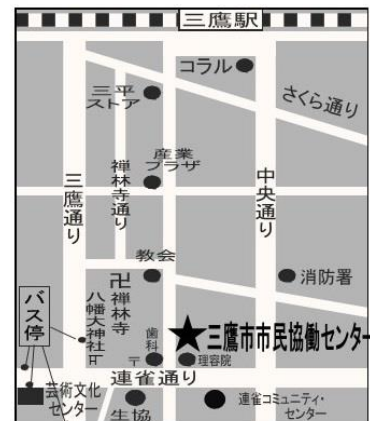 三鷹駅
コラル
三平
ストア
さくら通り
産業
プラザ
禅林寺通り
三鷹通り
中央通り
教会
卍禅林寺
八幡大神社
消防署
バス停
歯科
★三鷹市市民協働センター
〒
理容院
連雀通り
芸術文化
センター
生協
連雀コミュニティ・
センター